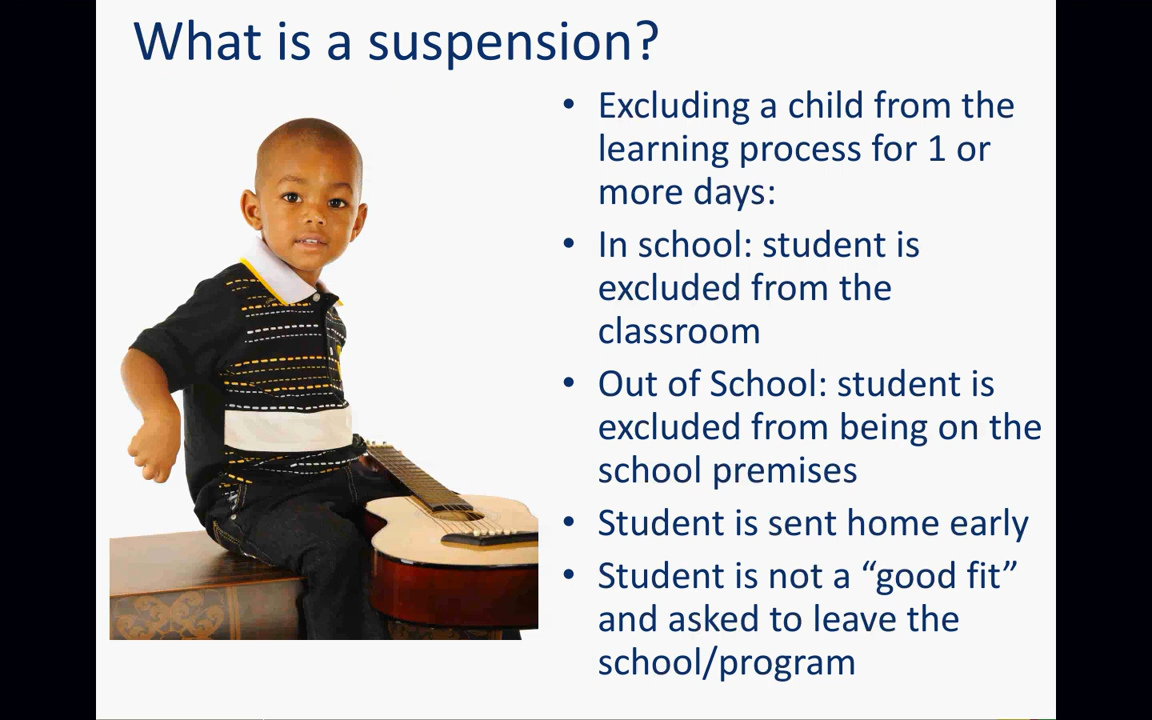 What is a suspension?
• Excluding a child from the
learning process for 1 or
more days:
• In school: student is
excluded from the
classroom
• Out of School: student is
excluded from being on the
school premises
• Student is sent home early
• Student is not a “good fit”
and asked to leave the
school/program